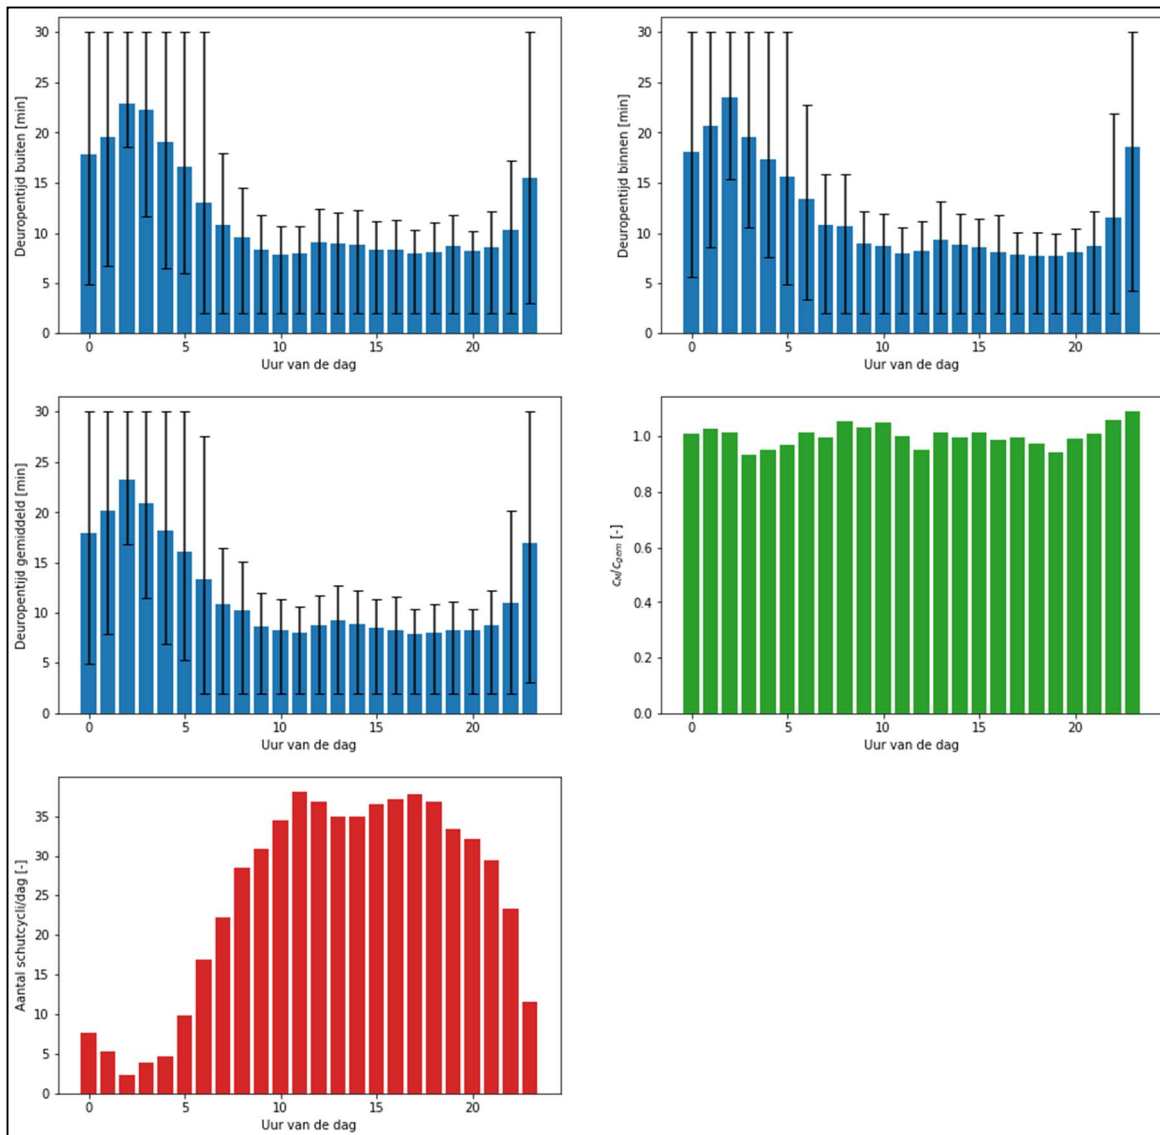 Deuropentijd buiten [min]
30
25
20
15
10
5
0
0 5 10 15 20
Uur van de dag
Deuropentijd binnen [min]
30
25
20
15
10
5
0
0 5 10 15 20
Uur van de dag
Deuropentijd gemiddeld [min]
30
25
20
15
10
5
0
0 5 10 15 20
Uur van de dag
c_M/c_gem [-]
1.0
0.8
0.6
0.4
0.2
0.0
0 5 10 15 20
Uur van de dag
Aantal schutcycli/dag [-]
35
30
25
20
15
10
5
0
0 5 10 15 20
Uur van de dag